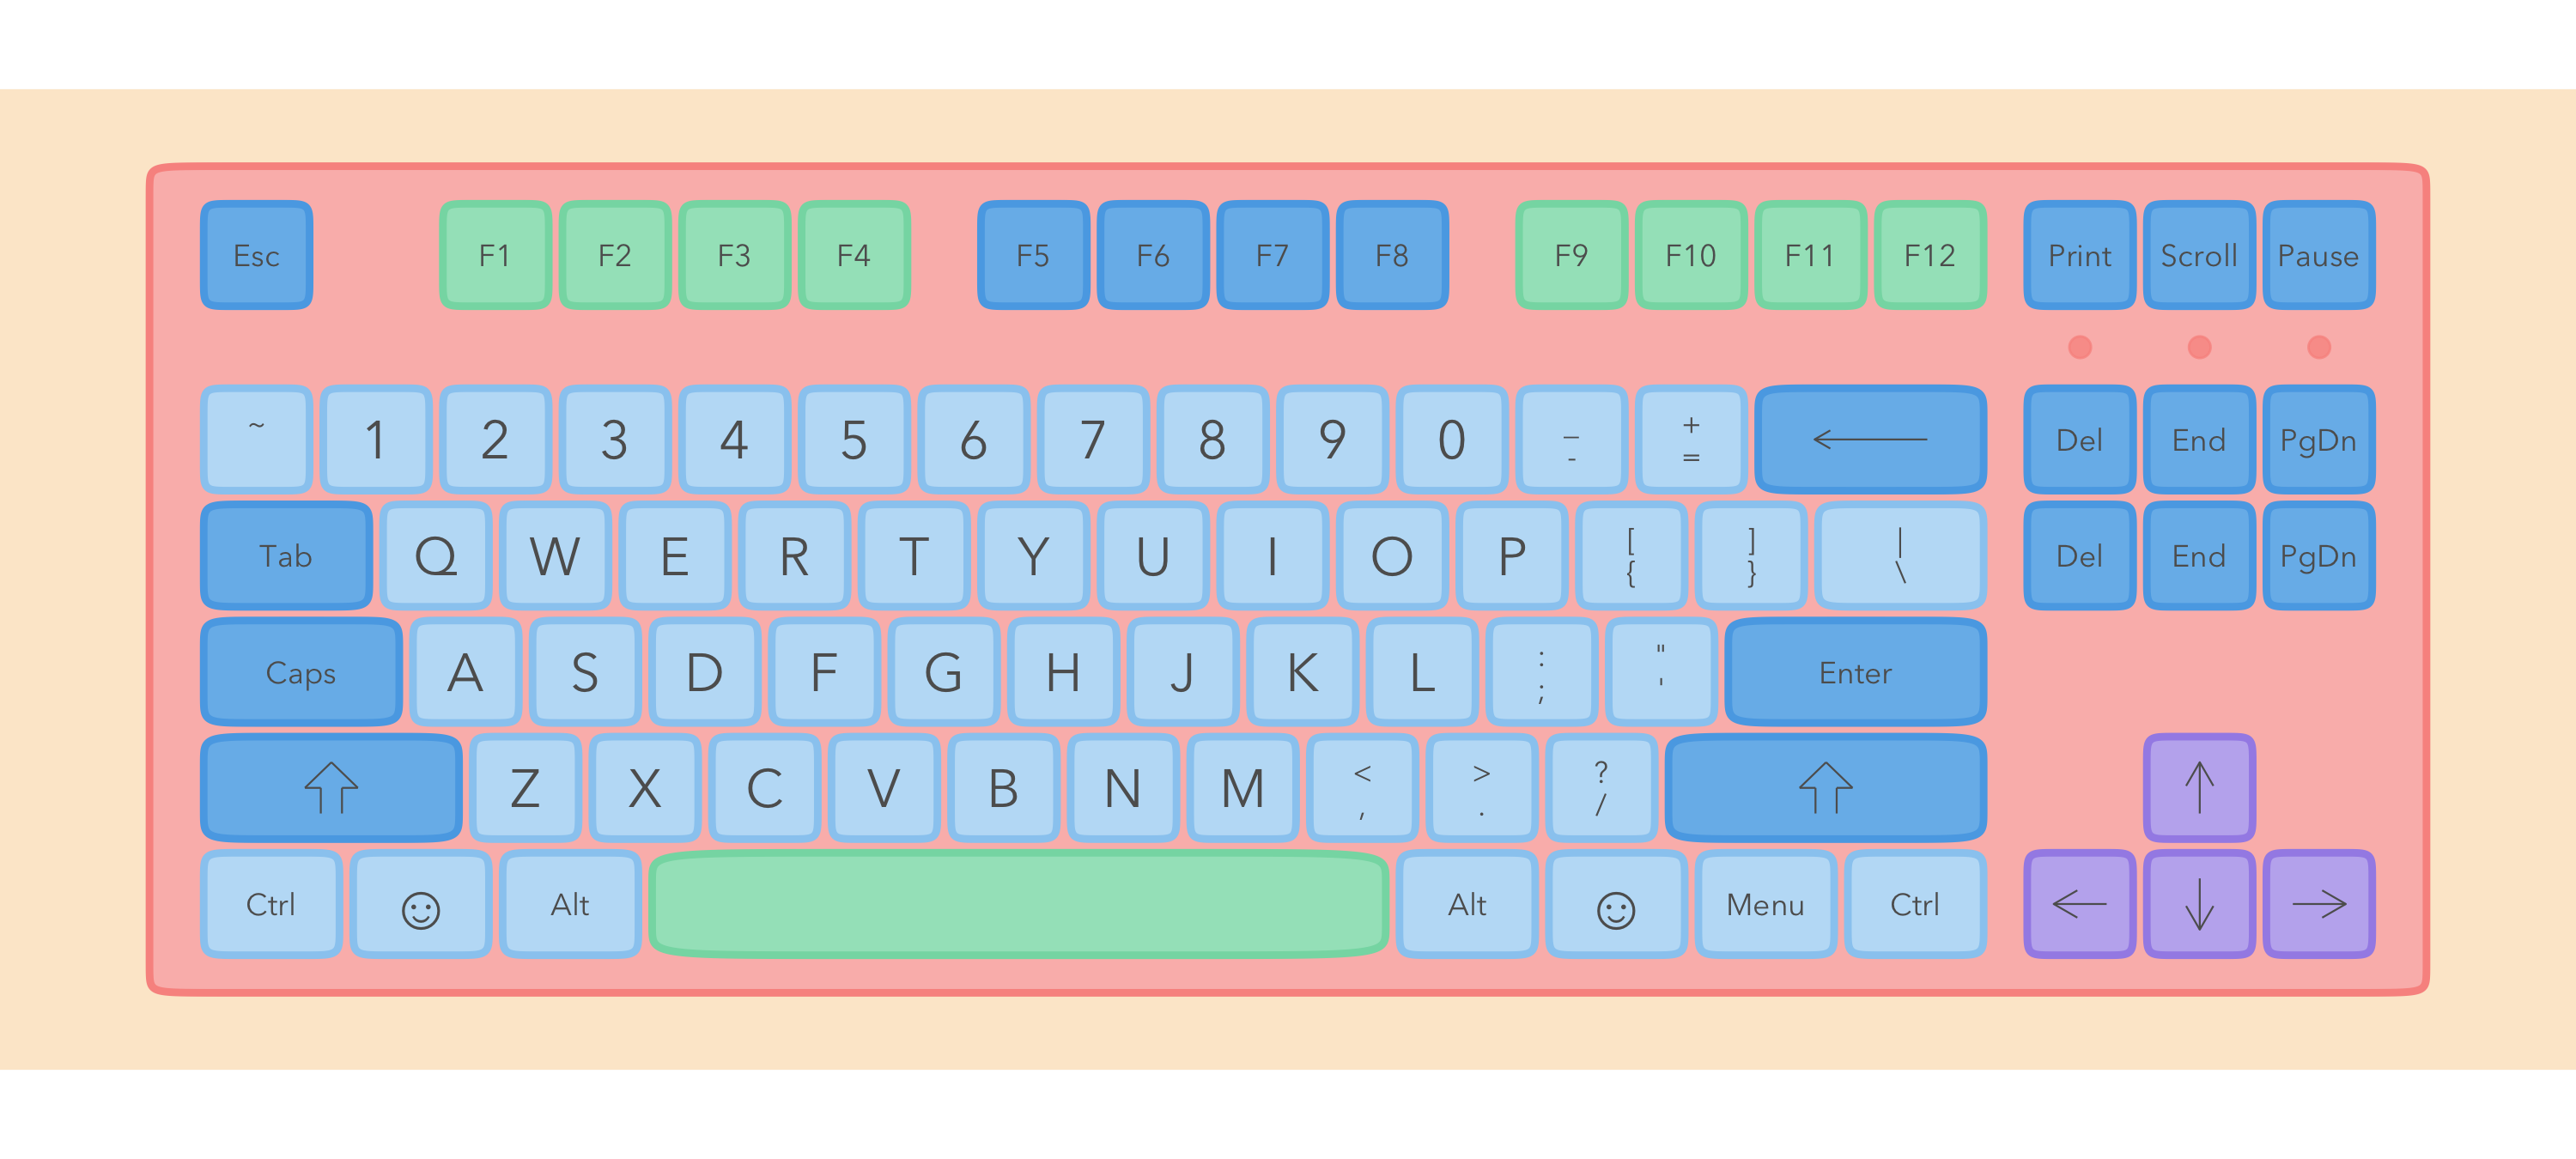 Esc F1 F2 F3 F4 F5 F6 F7 F8 F9 F10 F11 F12 Print Scroll Pause
~ 1 2 3 4 5 6 7 8 9 0 _ - + = ← Del End PgDn
Tab Q W E R T Y U I O P [ { ] } | \ Del End PgDn
Caps A S D F G H J K L : ; " ' Enter
⇧ Z X C V B N M < , > . ? / ⇧ ↑
Ctrl ☺ Alt Alt ☺ Menu Ctrl ← ↓ →